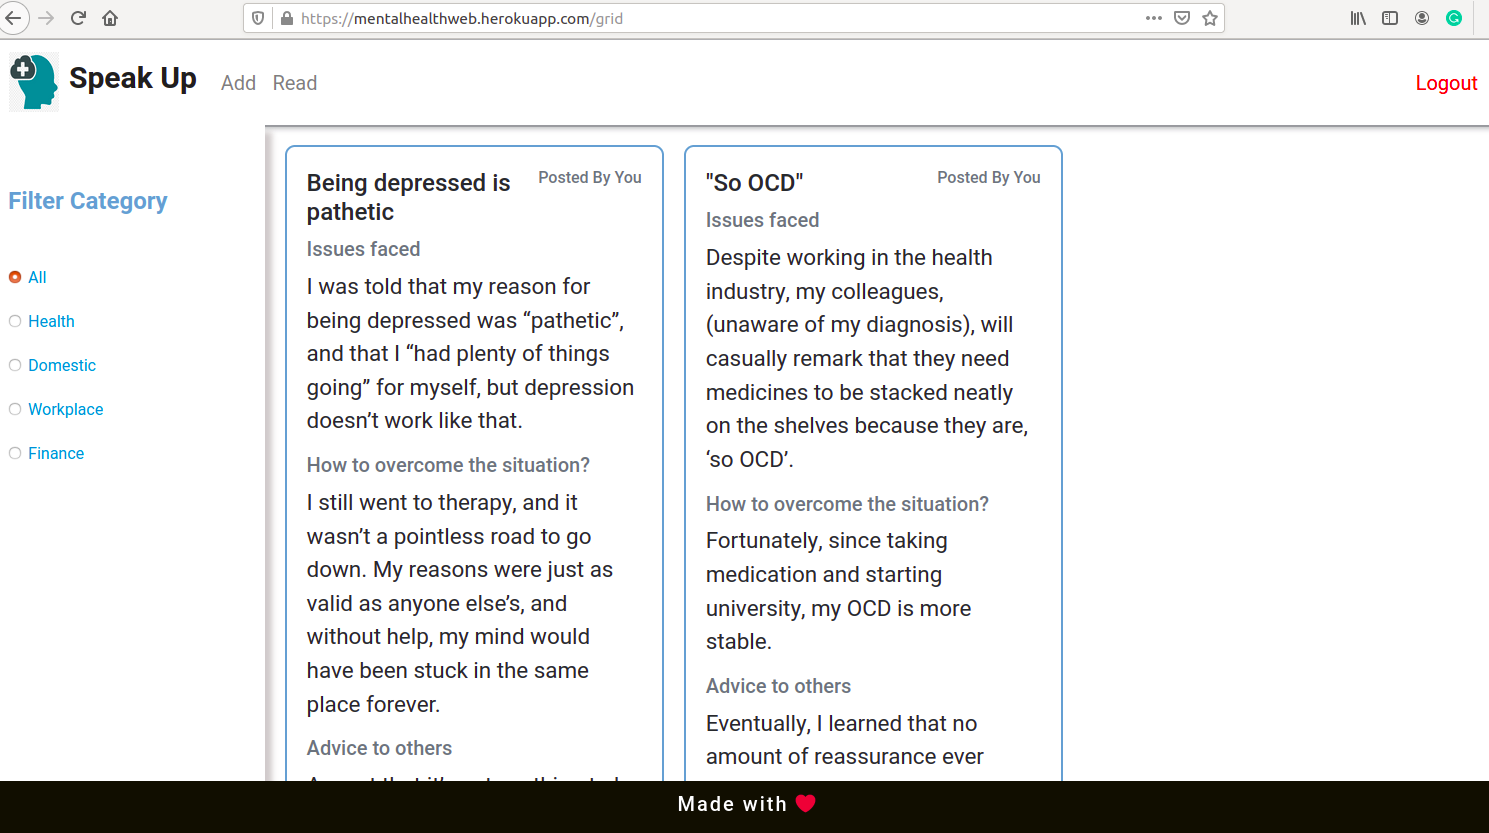 https://mentalhealthweb.herokuapp.com/grid
Speak Up
Add
Read
Logout
Filter Category
All
Health
Domestic
Workplace
Finance
Being depressed is
pathetic
Posted By You
Issues faced
I was told that my reason for
being depressed was “pathetic”,
and that I “had plenty of things
going” for myself, but depression
doesn’t work like that.
How to overcome the situation?
I still went to therapy, and it
wasn’t a pointless road to go
down. My reasons were just as
valid as anyone else’s, and
without help, my mind would
have been stuck in the same
place forever.
Advice to others
"So OCD"
Posted By You
Issues faced
Despite working in the health
industry, my colleagues,
(unaware of my diagnosis), will
casually remark that they need
medicines to be stacked neatly
on the shelves because they are,
‘so OCD’.
How to overcome the situation?
Fortunately, since taking
medication and starting
university, my OCD is more
stable.
Advice to others
Eventually, I learned that no
amount of reassurance ever
Made with